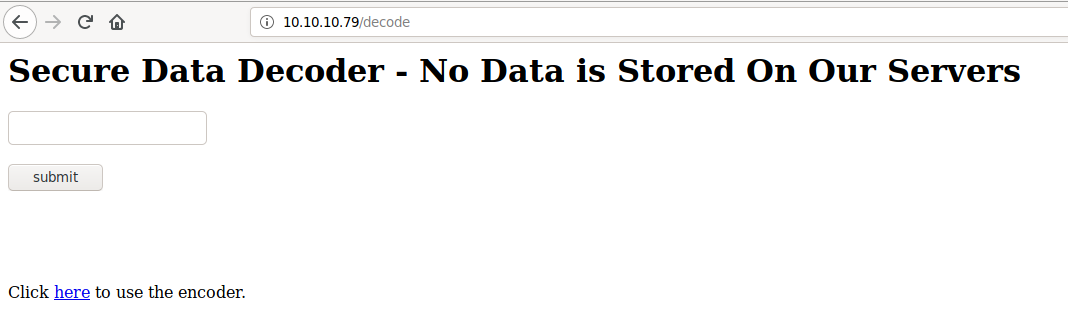 10.10.10.79/decode
Secure Data Decoder - No Data is Stored On Our Servers
submit
Click here to use the encoder.